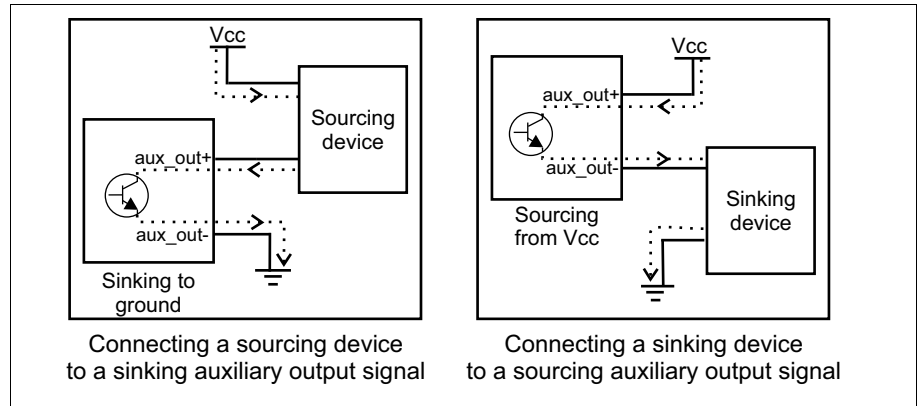 Vcc
Sourcing
device
aux_out+
aux_out-
Sinking to
ground
Connecting a sourcing device
to a sinking auxiliary output signal
Vcc
aux_out+
aux_out-
Sourcing
from Vcc
Sinking
device
Connecting a sinking device
to a sourcing auxiliary output signal